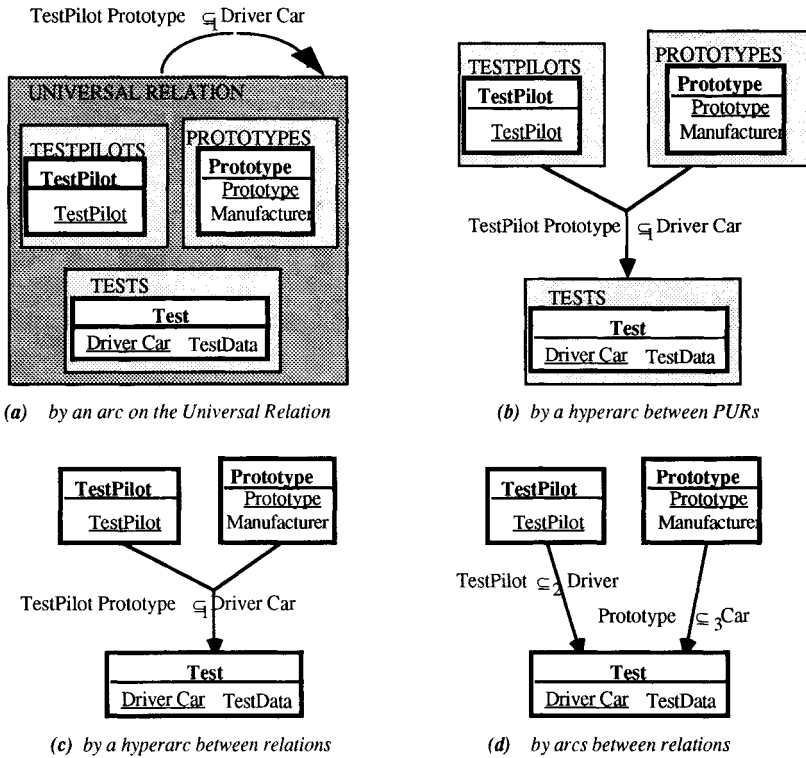 TestPilot Prototype ⊆1 Driver Car
UNIVERSAL RELATION
TESTPILOTS
TestPilot
TestPilot
PROTOTYPES
Prototype
Prototype
Manufacturer
TESTS
Test
Driver Car TestData
(a) by an arc on the Universal Relation
TESTPILOTS
TestPilot
TestPilot
PROTOTYPES
Prototype
Prototype
Manufacturer
TestPilot Prototype ⊆1 Driver Car
TESTS
Test
Driver Car TestData
(b) by a hyperarc between PURs
TestPilot
TestPilot
Prototype
Prototype
Manufacturer
TestPilot Prototype ⊆1 Driver Car
Test
Driver Car TestData
(c) by a hyperarc between relations
TestPilot
TestPilot
Prototype
Prototype
Manufacturer
TestPilot ⊆2 Driver
Prototype ⊆3 Car
Test
Driver Car TestData
(d) by arcs between relations